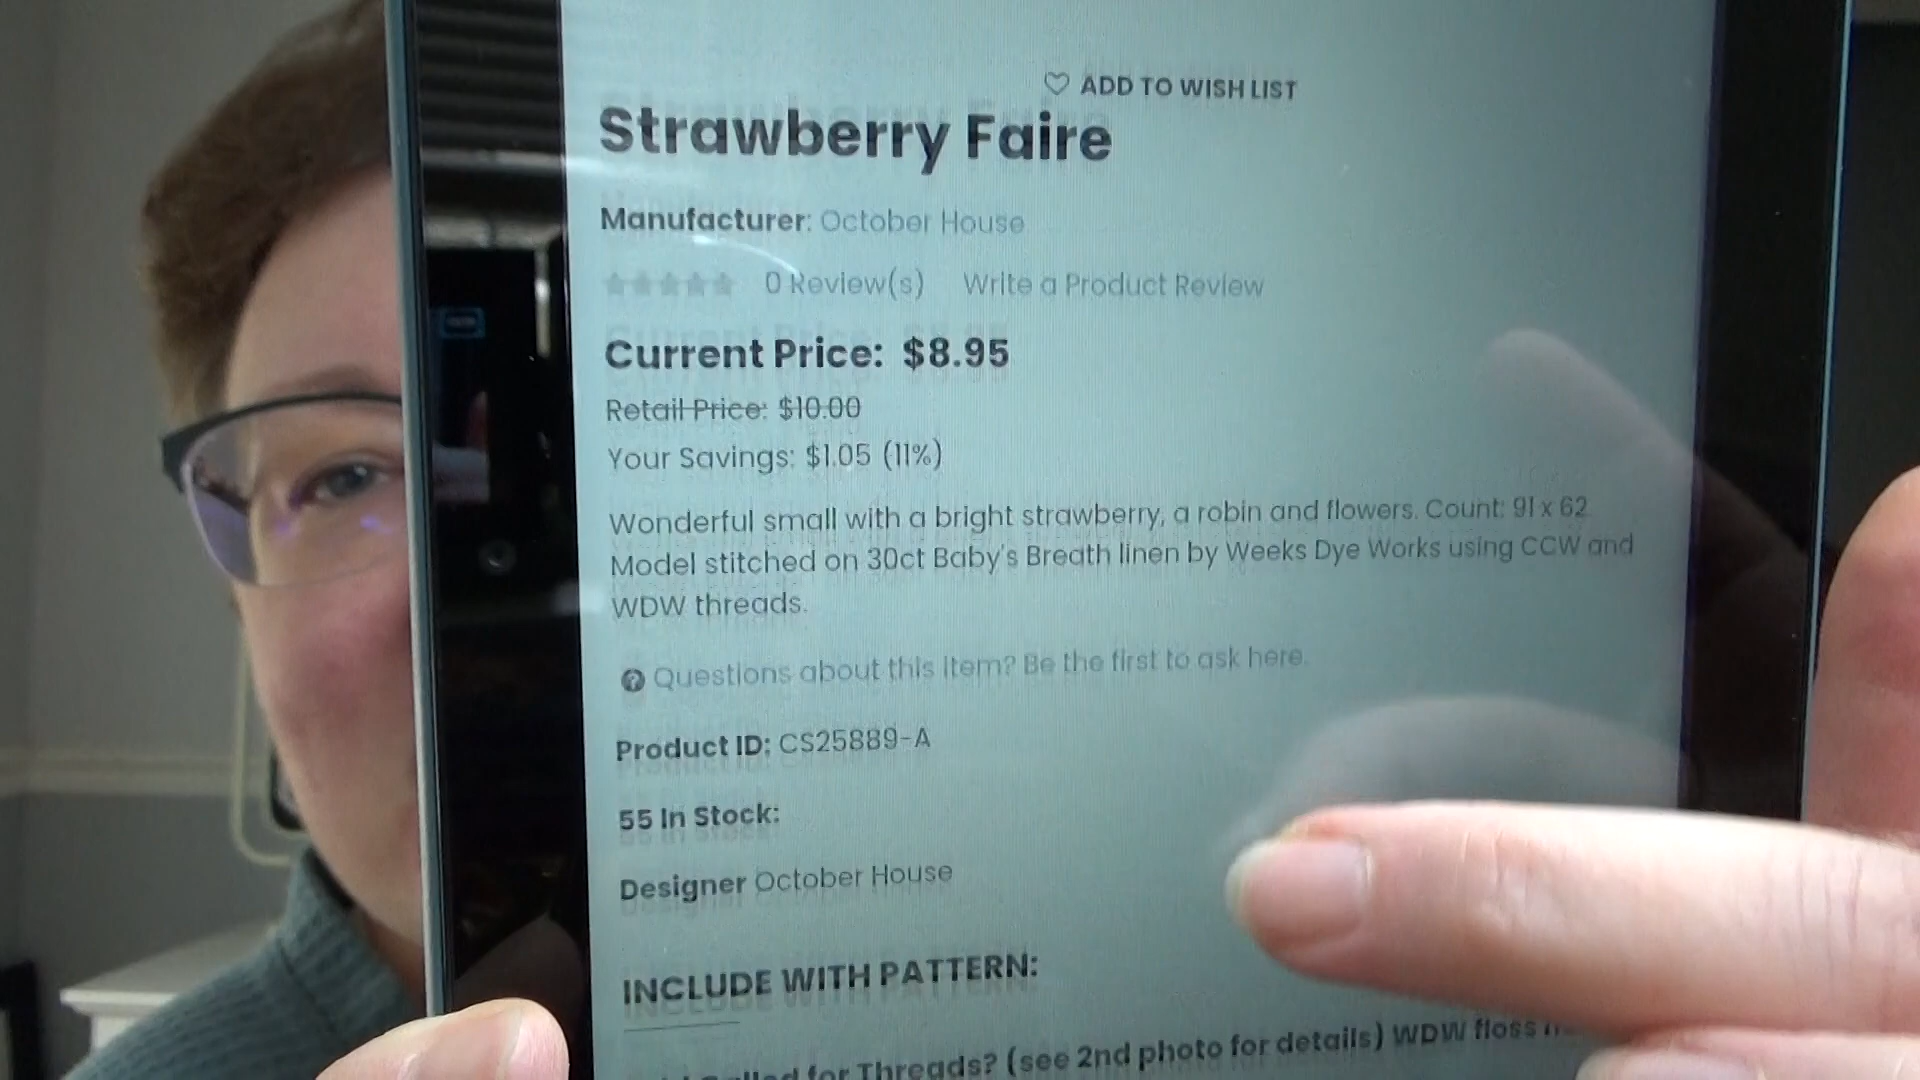 ADD TO WISH LIST
Strawberry Faire
Manufacturer: October House
0 Review(s) Write a Product Review
Current Price: $8.95
Retail Price: $10.00
Your Savings: $1.05 (11%)
Wonderful small with a bright strawberry, a robin and flowers. Count: 91 x 62
Model stitched on 30ct Baby's Breath linen by Weeks Dye Works using CCW and
WDW threads.
Questions about this item? Be the first to ask here.
Product ID: CS25889-A
55 In Stock:
Designer October House
INCLUDE WITH PATTERN:
for Threads? (see 2nd photo for details) WDW floss